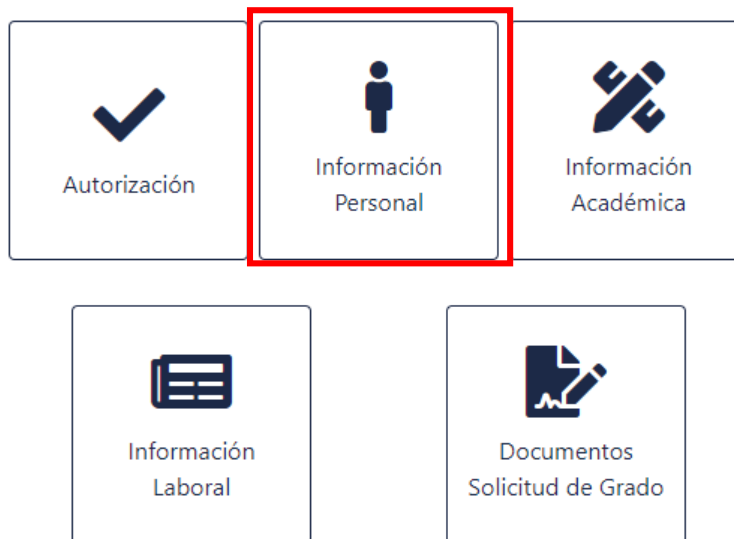 Autorización
Información
Personal
Información
Académica
Información
Laboral
Documentos
Solicitud de Grado